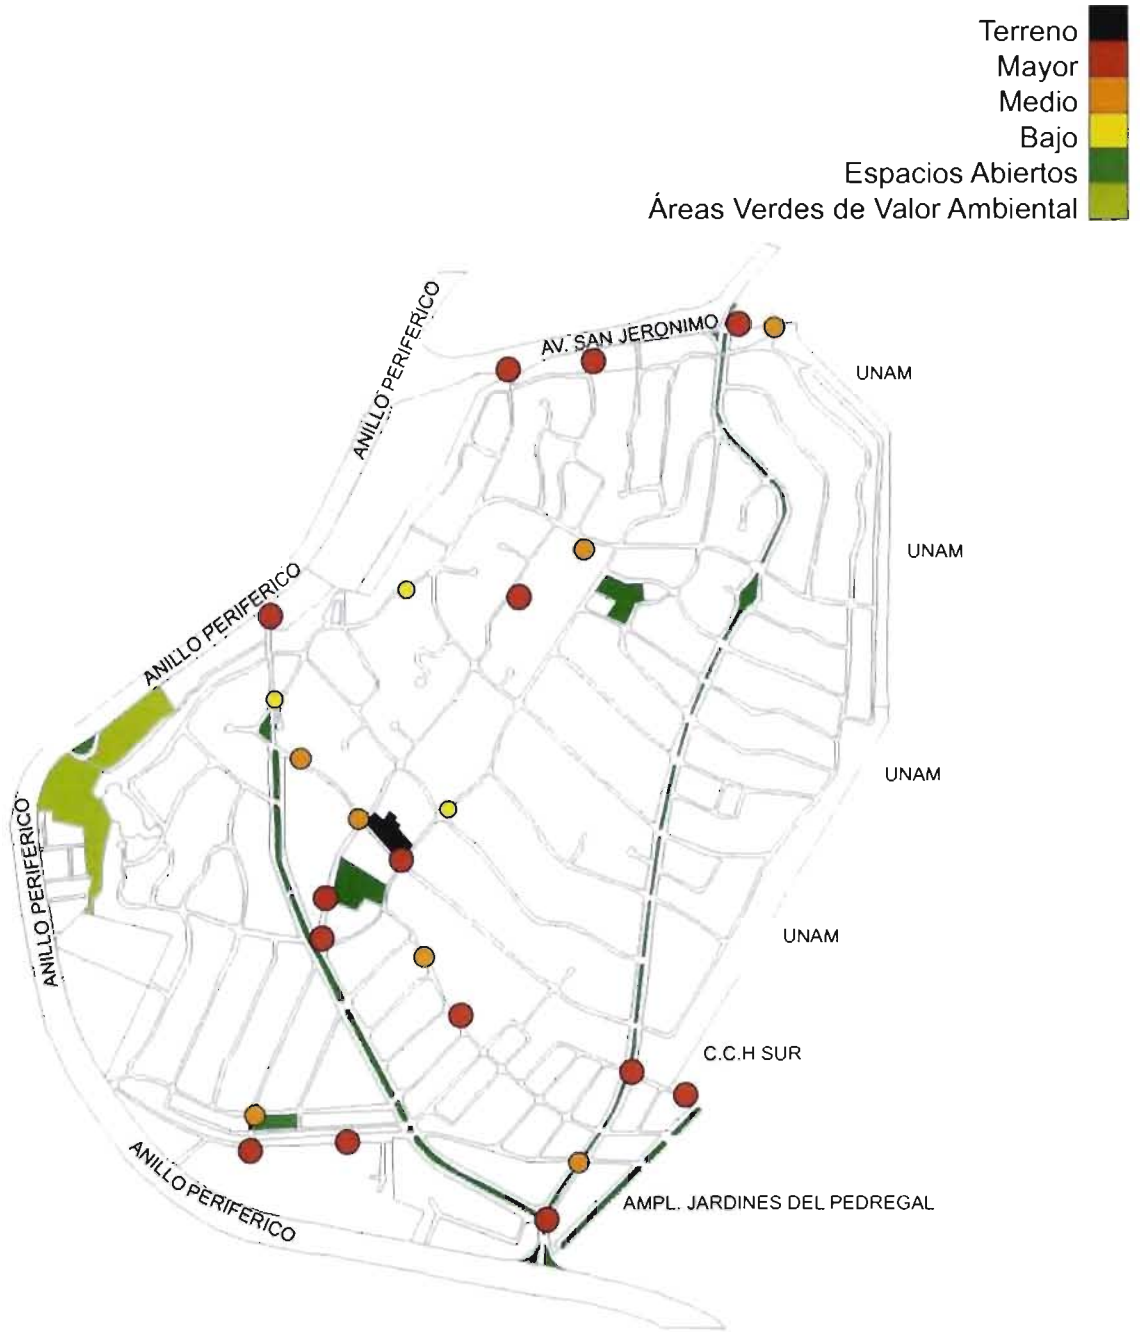 Terreno
Mayor
Medio
Bajo
Espacios Abiertos
Áreas Verdes de Valor Ambiental
ANILLO PERIFERICO
AV. SAN JERONIMO
UNAM
UNAM
ANILLO PERIFERICO
UNAM
ANILLO PERIFERICO
UNAM
C.C.H SUR
ANILLO PERIFERICO
AMPL. JARDINES DEL PEDREGAL